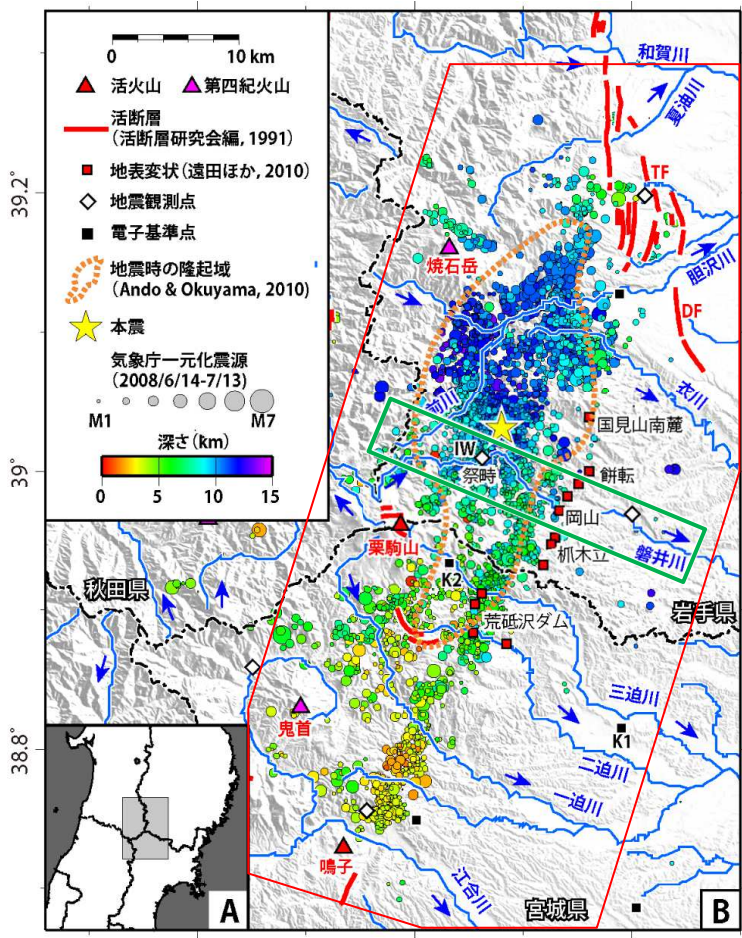 0
10 km
活火山
第四紀火山
活断層
(活断層研究会編, 1991)
地表変状(遠田ほか, 2010)
地震観測点
電子基準点
地震時の隆起域
(Ando & Okuyama, 2010)
本震
気象庁一元化震源
(2008/6/14-7/13)
M1
M7
深さ(km)
0
5
10
15
39.2
39
38.8
和賀川
夏油川
TF
焼石岳
胆沢川
DF
衣川
前川
国見山南麓
IW
祭畤
餅転
岡山
栗駒山
机木立
磐井川
K2
秋田県
岩手県
荒砥沢ダム
三迫川
鬼首
K1
二迫川
一迫川
鳴子
江合川
宮城県
A
B